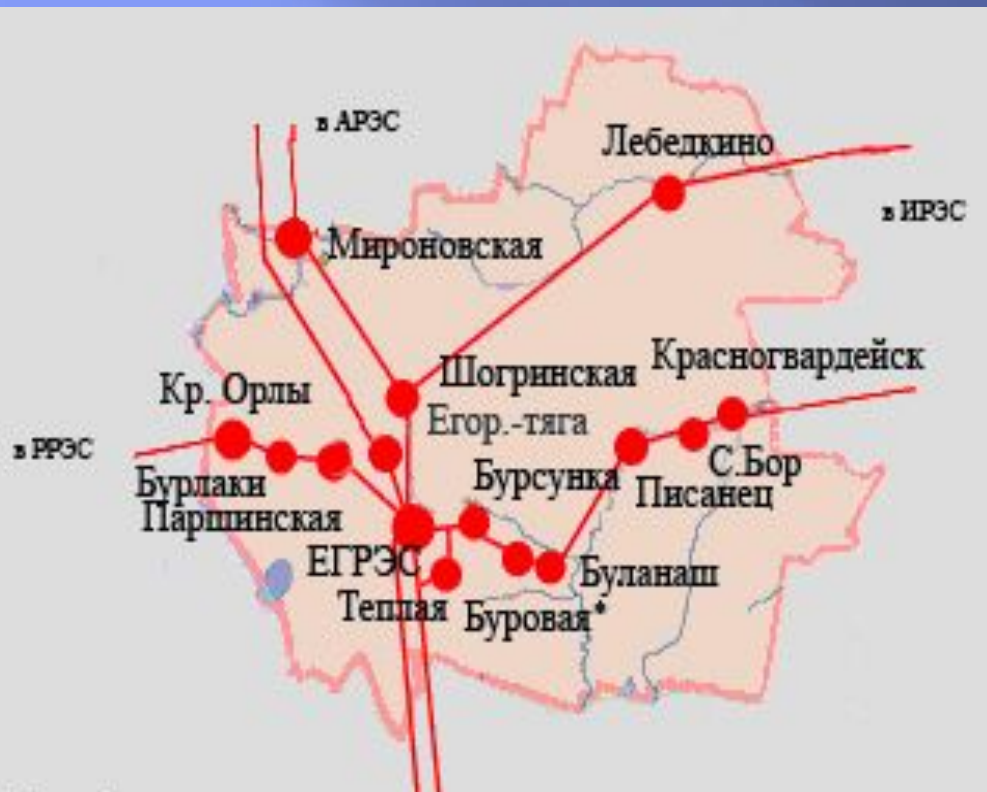 в АРЭС
Лебедкино
в ИРЭС
Мироновская
Красногвардейск
Шогринская
Кр. Орлы
Егор.-тяга
в РРЭС
С.Бор
Бурсунка
Бурлаки
Писанец
Паршинская
ЕГРЭС
Буланаш
Теплая
Буровая*